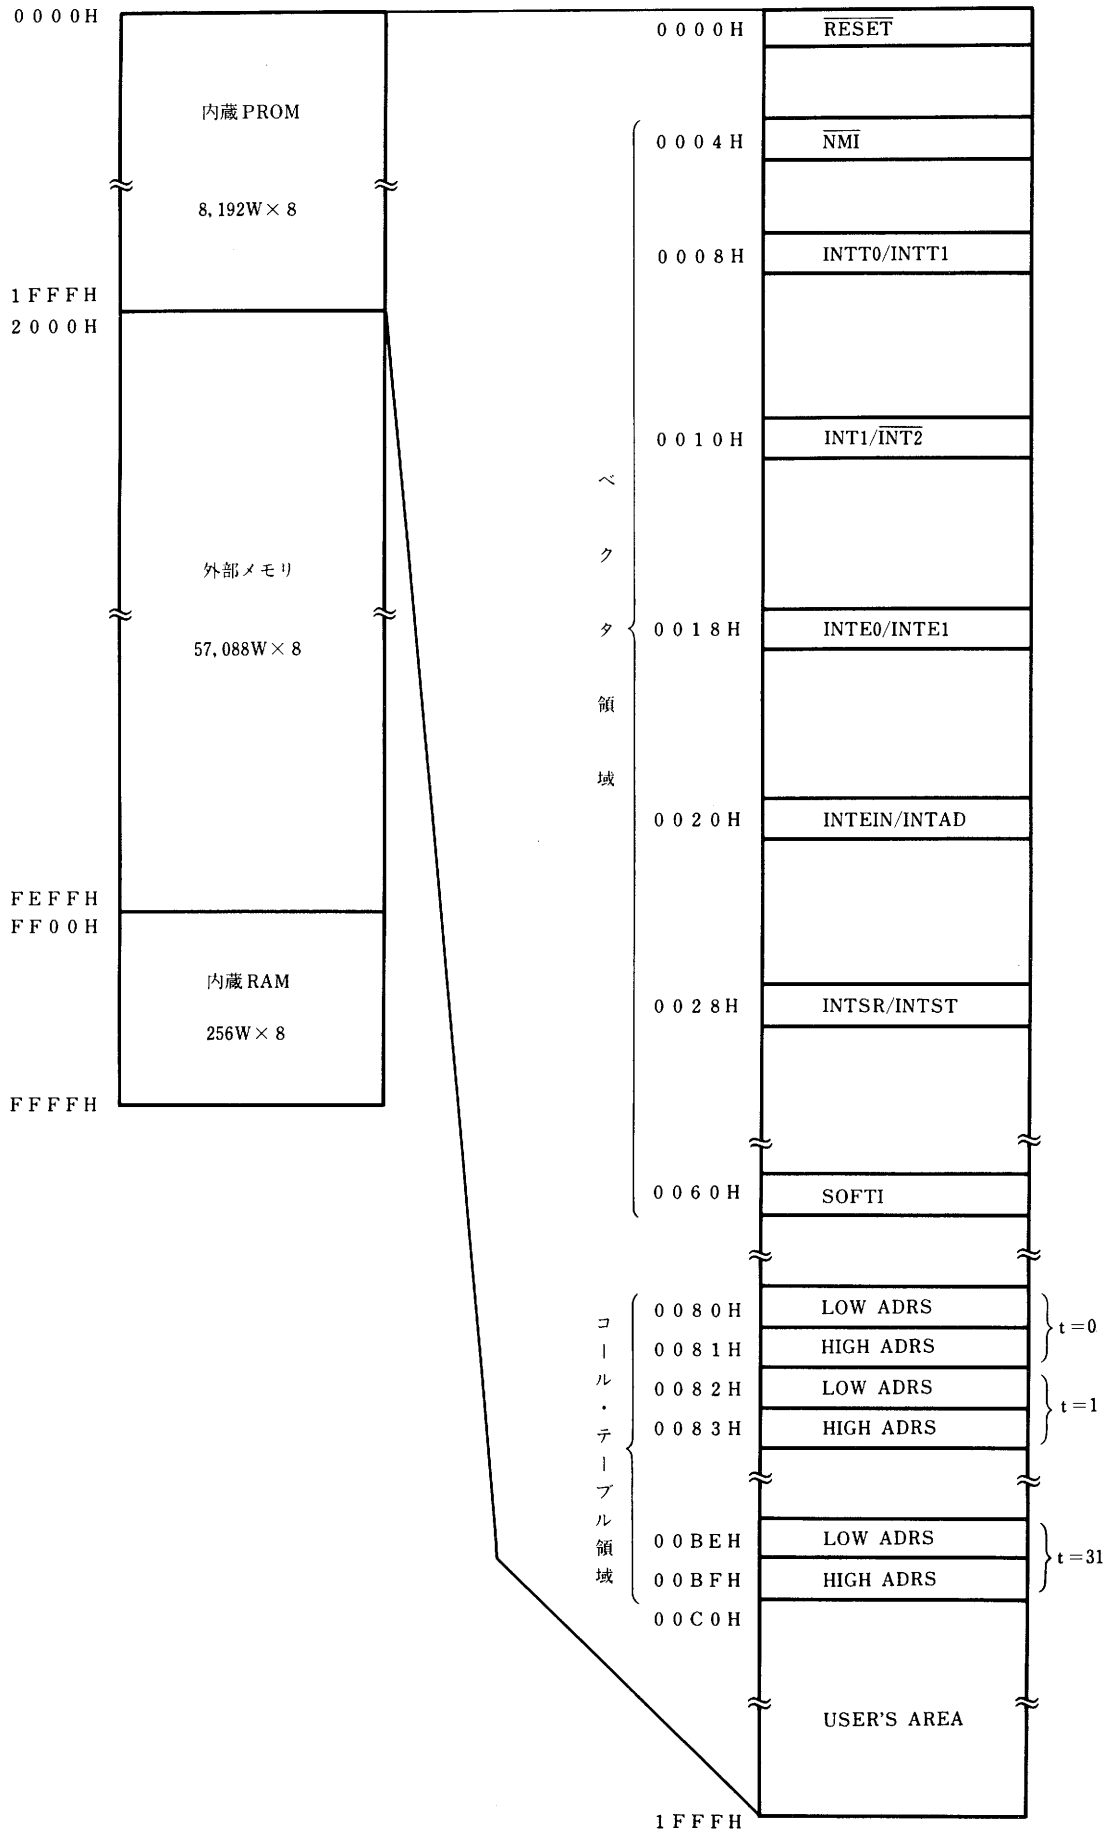 0000H
内蔵PROM
8,192W×8
1FFFH
2000H
外部メモリ
57,088W×8
FEFFH
FF00H
内蔵RAM
256W×8
FFFFH
ベクタ領域
0000H RESET
0004H NMI
0008H INTT0/INTT1
0010H INT1/INT2
0018H INTE0/INTE1
0020H INTEIN/INTAD
0028H INTSR/INTST
0060H SOFTI
コール・テーブル領域
0080H LOW ADRS
0081H HIGH ADRS
t=0
0082H LOW ADRS
0083H HIGH ADRS
t=1
00BEH LOW ADRS
00BFH HIGH ADRS
t=31
00C0H
USER'S AREA
1FFFH